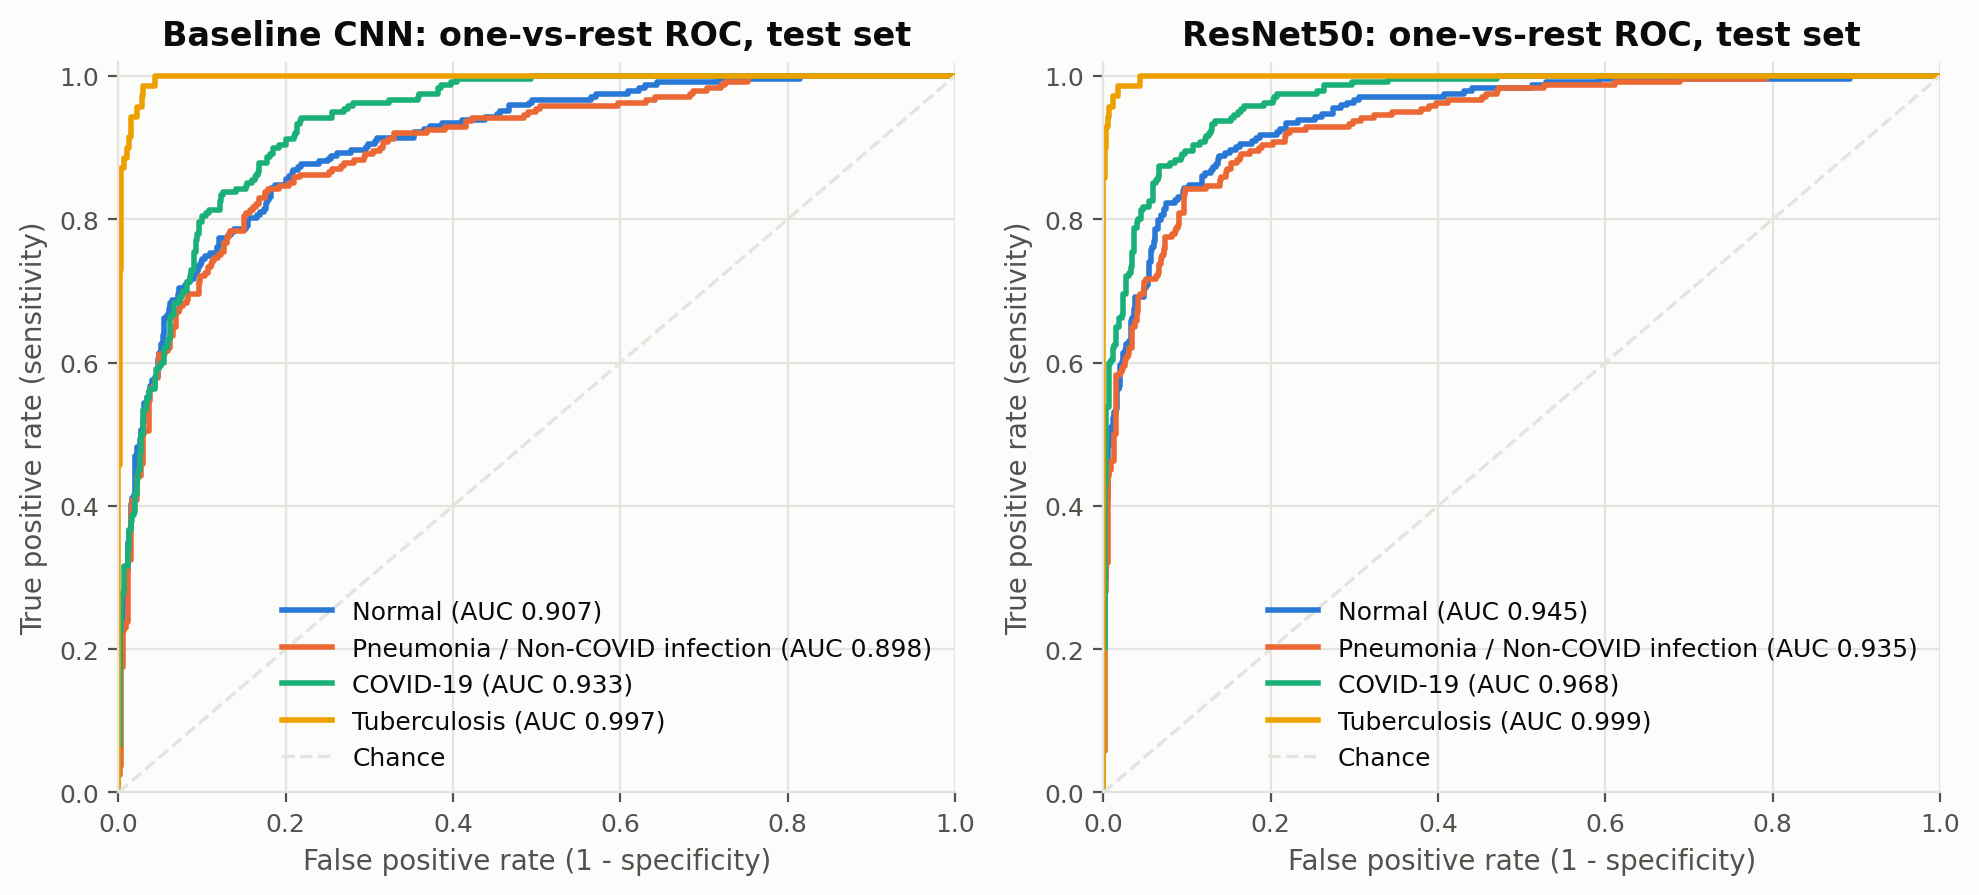 Baseline CNN: one-vs-rest ROC, test set
True positive rate (sensitivity)
1.0
0.8
0.6
0.4
0.2
0.0
Normal (AUC 0.907)
Pneumonia / Non-COVID infection (AUC 0.898)
COVID-19 (AUC 0.933)
Tuberculosis (AUC 0.997)
Chance
0.0 0.2 0.4 0.6 0.8 1.0
False positive rate (1 - specificity)
ResNet50: one-vs-rest ROC, test set
True positive rate (sensitivity)
1.0
0.8
0.6
0.4
0.2
0.0
Normal (AUC 0.945)
Pneumonia / Non-COVID infection (AUC 0.935)
COVID-19 (AUC 0.968)
Tuberculosis (AUC 0.999)
Chance
0.0 0.2 0.4 0.6 0.8 1.0
False positive rate (1 - specificity)